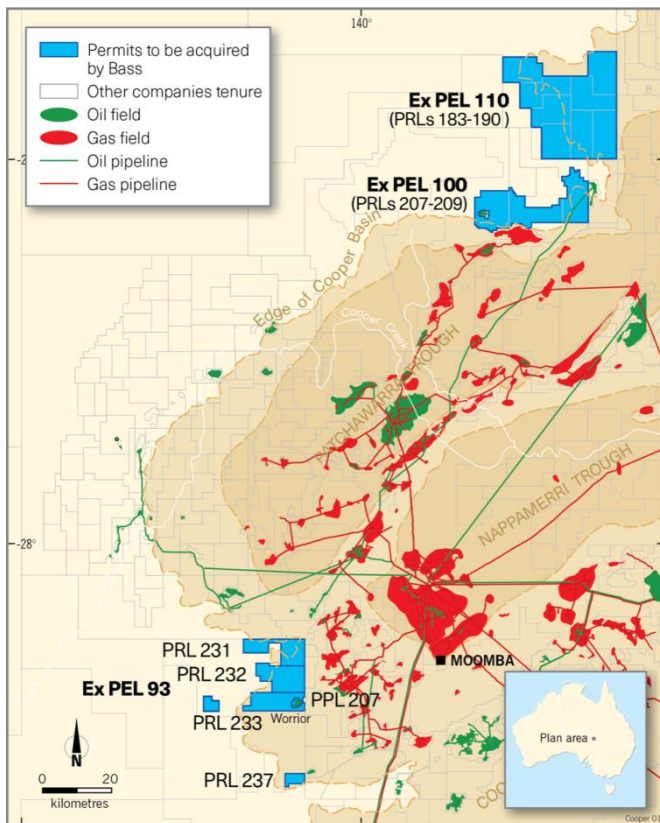 140°
Permits to be acquired
by Bass
Other companies tenure
Oil field
Gas field
Oil pipeline
Gas pipeline
Ex PEL 110
(PRLs 183-190 )
Ex PEL 100
(PRLs 207-209)
Edge of Cooper Basin
Cooper Creek
PATCHAWARRA TROUGH
NAPPAMERRI TROUGH
-28°
PRL 231
PRL 232
Ex PEL 93
PRL 233
PPL 207
Worrior
MOOMBA
PRL 237
N
0
20
kilometres
Plan area